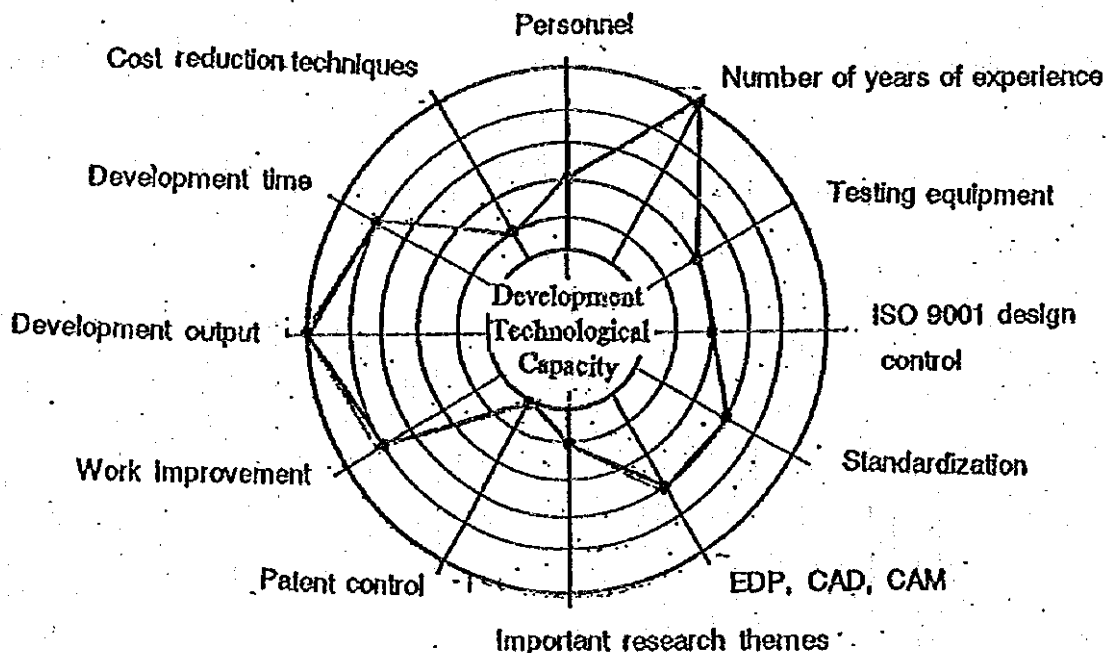 Personnel
Cost reduction techniques
Number of years of experience
Development time
Testing equipment
Development
Technological
Capacity
Development output
ISO 9001 design
control
Work Improvement
Standardization
Patent control
EDP, CAD, CAM
Important research themes